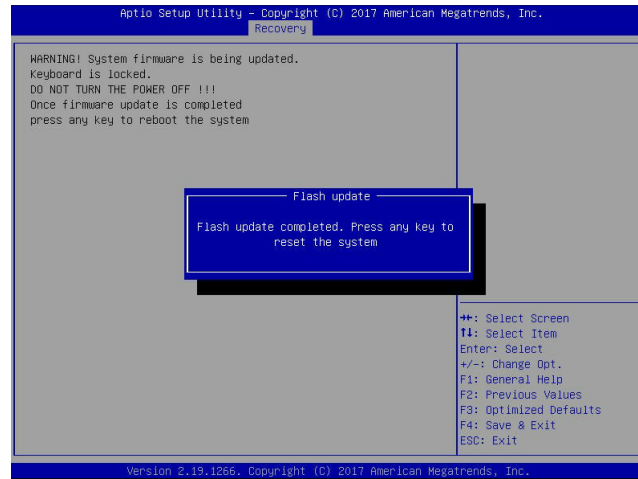 Aptio Setup Utility – Copyright (C) 2017 American Megatrends, Inc.
Recovery
WARNING! System firmware is being updated.
Keyboard is locked.
DO NOT TURN THE POWER OFF !!!
Once firmware update is completed
press any key to reboot the system
Flash update
Flash update completed. Press any key to
reset the system
→←: Select Screen
↑↓: Select Item
Enter: Select
+/-: Change Opt.
F1: General Help
F2: Previous Values
F3: Optimized Defaults
F4: Save & Exit
ESC: Exit
Version 2.19.1266. Copyright (C) 2017 American Megatrends, Inc.